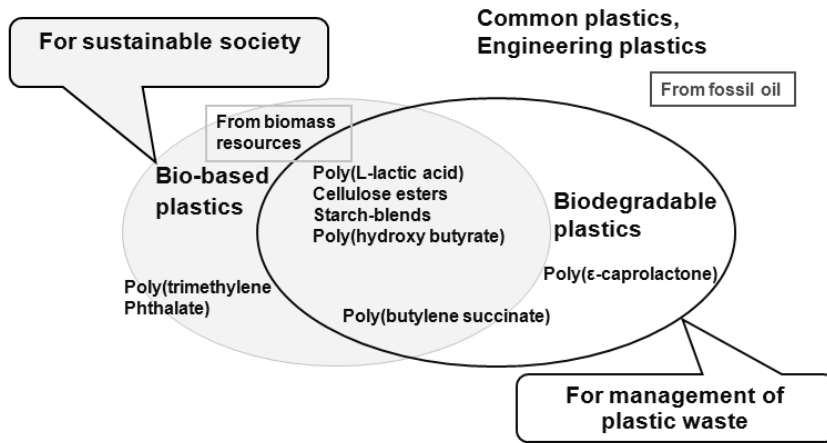 For sustainable society
Common plastics,
Engineering plastics
From fossil oil
From biomass
resources
Bio-based
plastics
Poly(L-lactic acid)
Cellulose esters
Starch-blends
Poly(hydroxy butyrate)
Biodegradable
plastics
Poly(ε-caprolactone)
Poly(trimethylene
Phthalate)
Poly(butylene succinate)
For management of
plastic waste